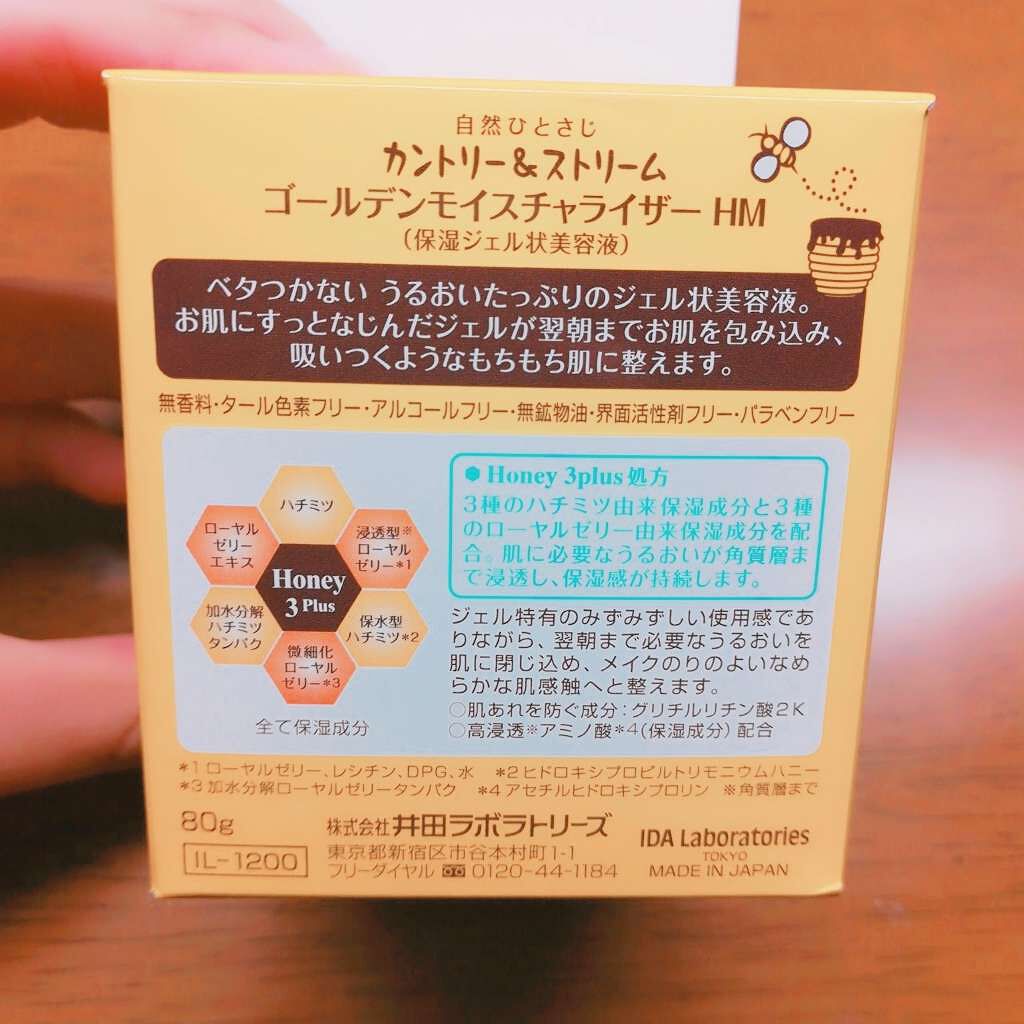 自然ひとさじ
カントリー&ストリーム
ゴールデンモイスチャライザー HM
(保湿ジェル状美容液)
ベタつかない うるおいたっぷりのジェル状美容液。
お肌にすっとなじんだジェルが翌朝までお肌を包み込み、
吸いつくようなもちもち肌に整えます。
無香料・タール色素フリー・アルコールフリー・無鉱物油・界面活性剤フリー・パラベンフリー
ハチミツ
ローヤル
ゼリー
エキス
浸透型※
ローヤル
ゼリー*1
Honey
3 Plus
加水分解
ハチミツ
タンパク
保水型
ハチミツ*2
微細化
ローヤル
ゼリー*3
全て保湿成分
Honey 3plus 処方
3種のハチミツ由来保湿成分と3種
のローヤルゼリー由来保湿成分を配
合。肌に必要なうるおいが角質層ま
で浸透し、保湿感が持続します。
ジェル特有のみずみずしい使用感であ
りながら、翌朝まで必要なうるおいを
肌に閉じ込め、メイクのりのよいなめ
らかな肌感触へと整えます。
○肌あれを防ぐ成分:グリチルリチン酸2K
○高浸透※アミノ酸*4(保湿成分)配合
*1 ローヤルゼリー、レシチン、DPG、水 *2 ヒドロキシプロピルトリモニウムハニー
*3 加水分解ローヤルゼリータンパク *4 アセチルヒドロキシプロリン ※角質層まで
80g
IL-1200
株式会社 井田ラボラトリーズ
東京都新宿区市谷本村町1-1
フリーダイヤル 0120-44-1184
IDA Laboratories
TOKYO
MADE IN JAPAN